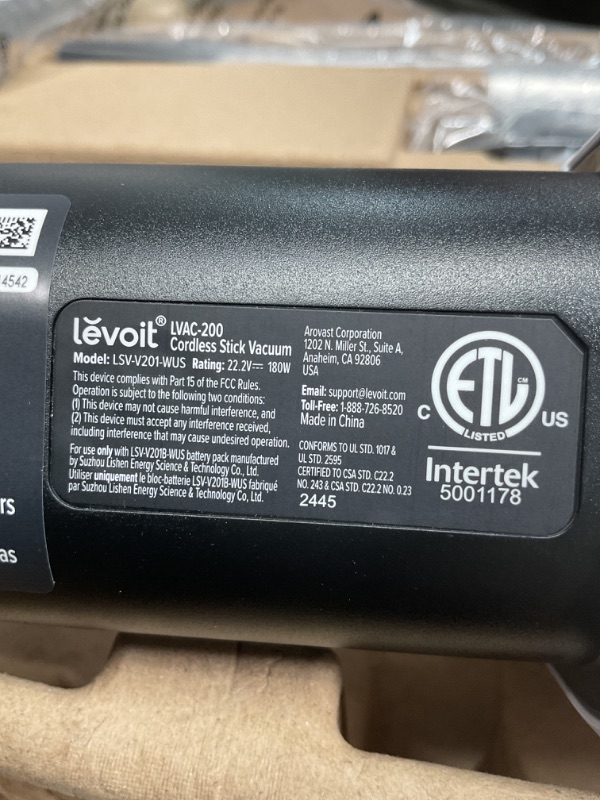 14542
rs
as
lĕvoit® LVAC-200
Cordless Stick Vacuum
Model: LSV-V201-WUS Rating: 22.2V⎓ 180W
This device complies with Part 15 of the FCC Rules.
Operation is subject to the following two conditions:
(1) This device may not cause harmful interference, and
(2) This device must accept any interference received,
including interference that may cause undesired operation.
For use only with LSV-V201B-WUS battery pack manufactured
by Suzhou Lishen Energy Science & Technology Co., Ltd.
Utiliser uniquement le bloc-batterie LSV-V201B-WUS fabriqué
par Suzhou Lishen Energy Science & Technology Co., Ltd.
Arovast Corporation
1202 N. Miller St., Suite A,
Anaheim, CA 92806
USA
Email: support@levoit.com
Toll-Free: 1-888-726-8520
Made in China
CONFORMS TO UL STD. 1017 &
UL STD. 2595
CERTIFIED TO CSA STD. C22.2
NO. 243 & CSA STD. C22.2 NO. 0.23
2445
ETL CM
LISTED
C US
Intertek
5001178